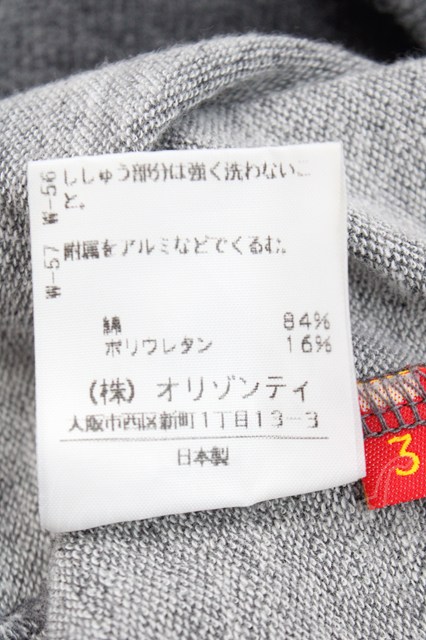 W-56 ししゅう部分は強く洗わないこ
と。
W-57 附属をアルミなどでくるむ。
綿 84%
ポリウレタン 16%
(株) オリゾンティ
大阪市西区新町1丁目13-3
日本製
3